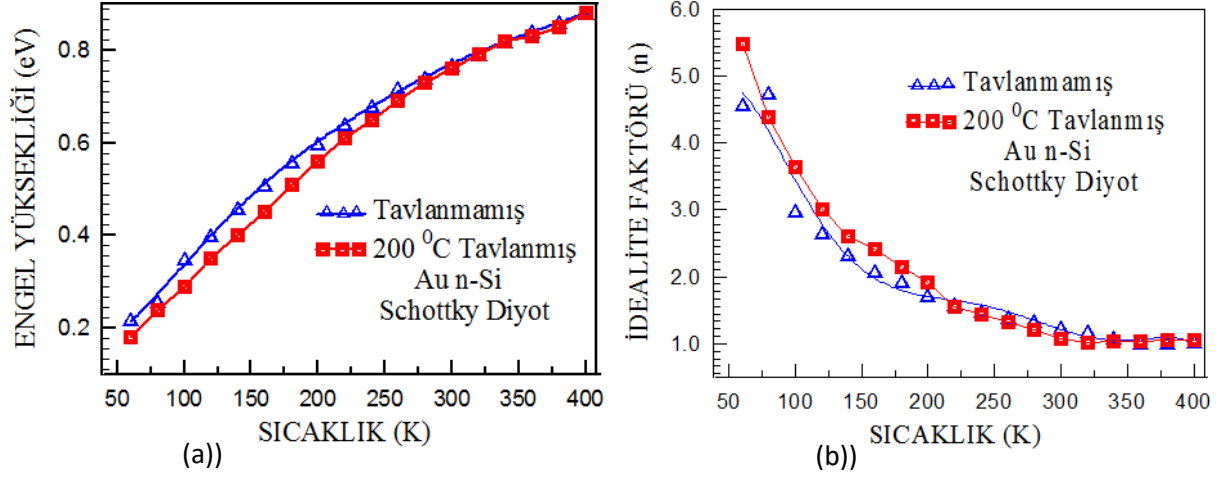 (a)
ENGEL YÜKSEKLİĞİ (eV)
0.8
0.6
0.4
0.2
Tavlanmamış
200 ⁰C Tavlanmış
Au n-Si
Schottky Diyot
50 100 150 200 250 300 350 400
SICAKLIK (K)
(a))
İDEALİTE FAKTÖRÜ (n)
6.0
5.0
4.0
3.0
2.0
1.0
Tavlanmamış
200 ⁰C Tavlanmış
Au n-Si
Schottky Diyot
50 100 150 200 250 300 350 400
SICAKLIK (K)
(b))